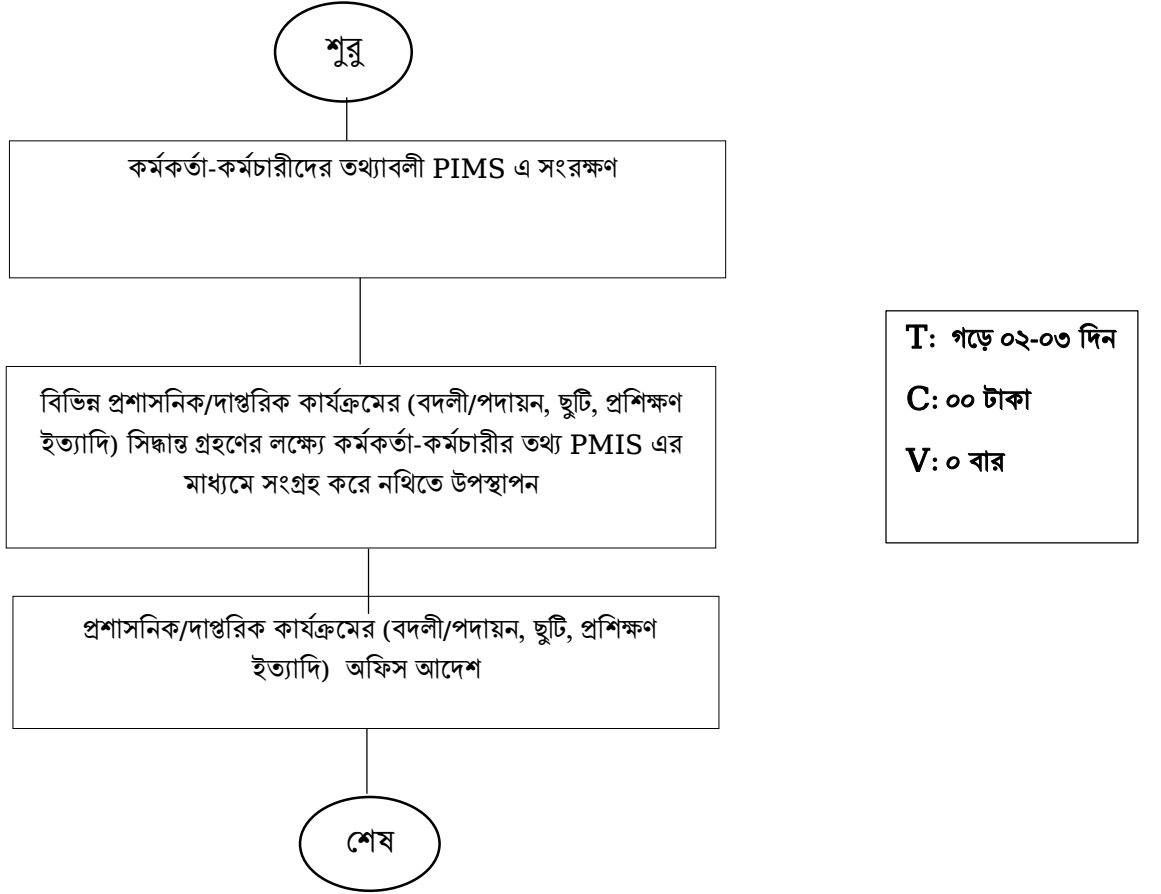 শুরু
কর্মকর্তা-কর্মচারীদের তথ্যাবলী PIMS এ সংরক্ষণ
বিভিন্ন প্রশাসনিক/দাপ্তরিক কার্যক্রমের (বদলী/পদায়ন, ছুটি, প্রশিক্ষণ
ইত্যাদি) সিদ্ধান্ত গ্রহণের লক্ষ্যে কর্মকর্তা-কর্মচারীর তথ্য PMIS এর
মাধ্যমে সংগ্রহ করে নথিতে উপস্থাপন
T: গড়ে ০২-০৩ দিন
C: ০০ টাকা
V: ০ বার
প্রশাসনিক/দাপ্তরিক কার্যক্রমের (বদলী/পদায়ন, ছুটি, প্রশিক্ষণ
ইত্যাদি) অফিস আদেশ
শেষ